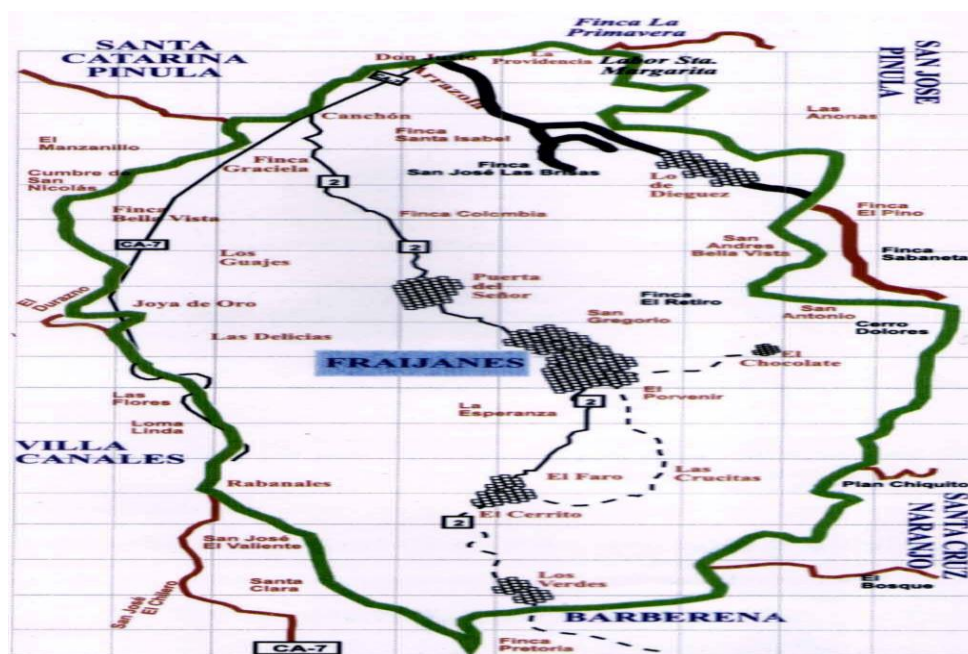 Finca La
Primavera
SANTA
CATARINA
PINULA
Don Justo
La
Providencia
Labor Sta.
Margarita
SAN JOSE
PINULA
Arrazola
Las
Anonas
Canchón
Finca
Santa Isabel
El
Manzanillo
Finca
Graciela
Finca
San José Las Brisas
Lo
de
Dieguez
Cumbre de
San
Nicolás
2
Finca
Bella Vista
Finca Colombia
Finca
El Pino
CA-7
2
San
Andres
Bella Vista
Finca
Sabaneta
Los
Guajes
Puerta
del
Señor
El
Durazno
Joya de Oro
Finca
El Retiro
San
Gregorio
San
Antonio
Cerro
Dolores
Las Delicias
FRAIJANES
El
Chocolate
Las
Flores
Loma
Linda
La
Esperanza
2
El
Porvenir
VILLA
CANALES
Rabanales
El Faro
Las
Crucitas
Plan Chiquito
El Cerrito
2
SANTA CRUZ
NARANJO
San José
El Valiente
Santa
Clara
San José
El Chilero
Los
Verdes
El
Bosque
BARBERENA
Finca
Pretoria
CA-7